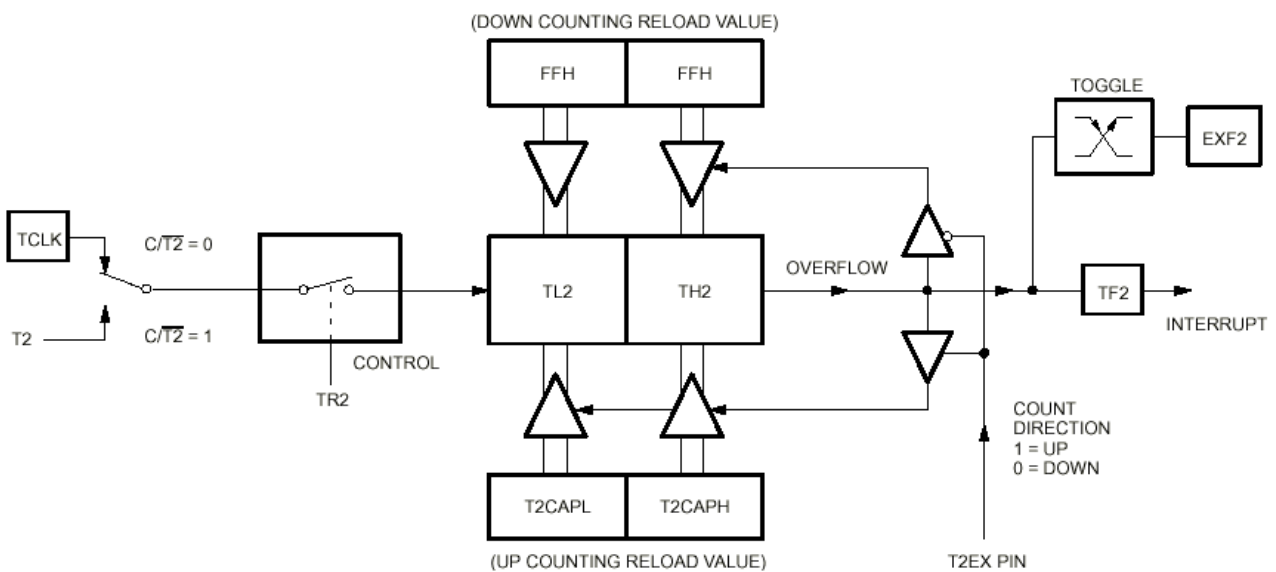 (DOWN COUNTING RELOAD VALUE)
FFH
FFH
TOGGLE
EXF2
TCLK
C/T2 = 0
TL2
TH2
OVERFLOW
TF2
T2
C/T2 = 1
CONTROL
INTERRUPT
TR2
COUNT
DIRECTION
1 = UP
0 = DOWN
T2CAPL
T2CAPH
(UP COUNTING RELOAD VALUE)
T2EX PIN